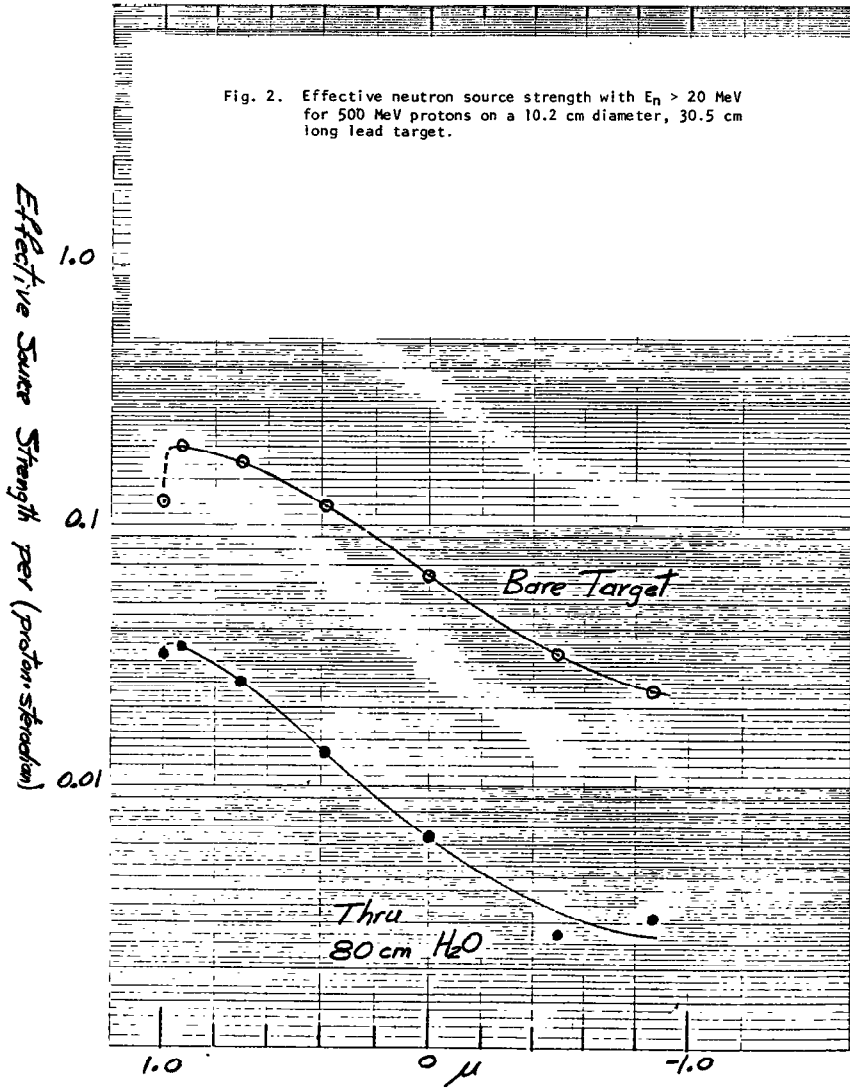 Fig. 2. Effective neutron source strength with En > 20 MeV
for 500 MeV protons on a 10.2 cm diameter, 30.5 cm
long lead target.
Effective Source Strength per (proton·steradian)
1.0
0.1
0.01
Bare Target
Thru
80 cm H₂O
1.0
0
μ
-1.0